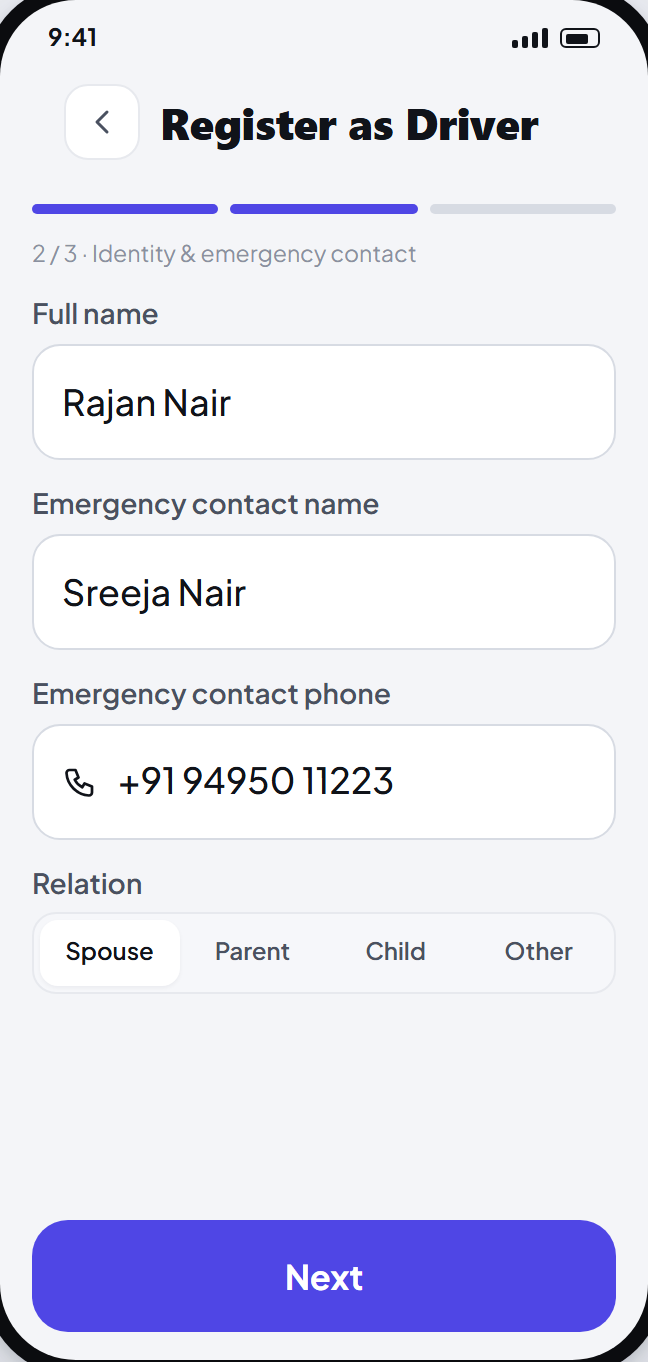 9:41
Register as Driver
2 / 3 · Identity & emergency contact
Full name
Rajan Nair
Emergency contact name
Sreeja Nair
Emergency contact phone
+91 94950 11223
Relation
Spouse Parent Child Other
Next